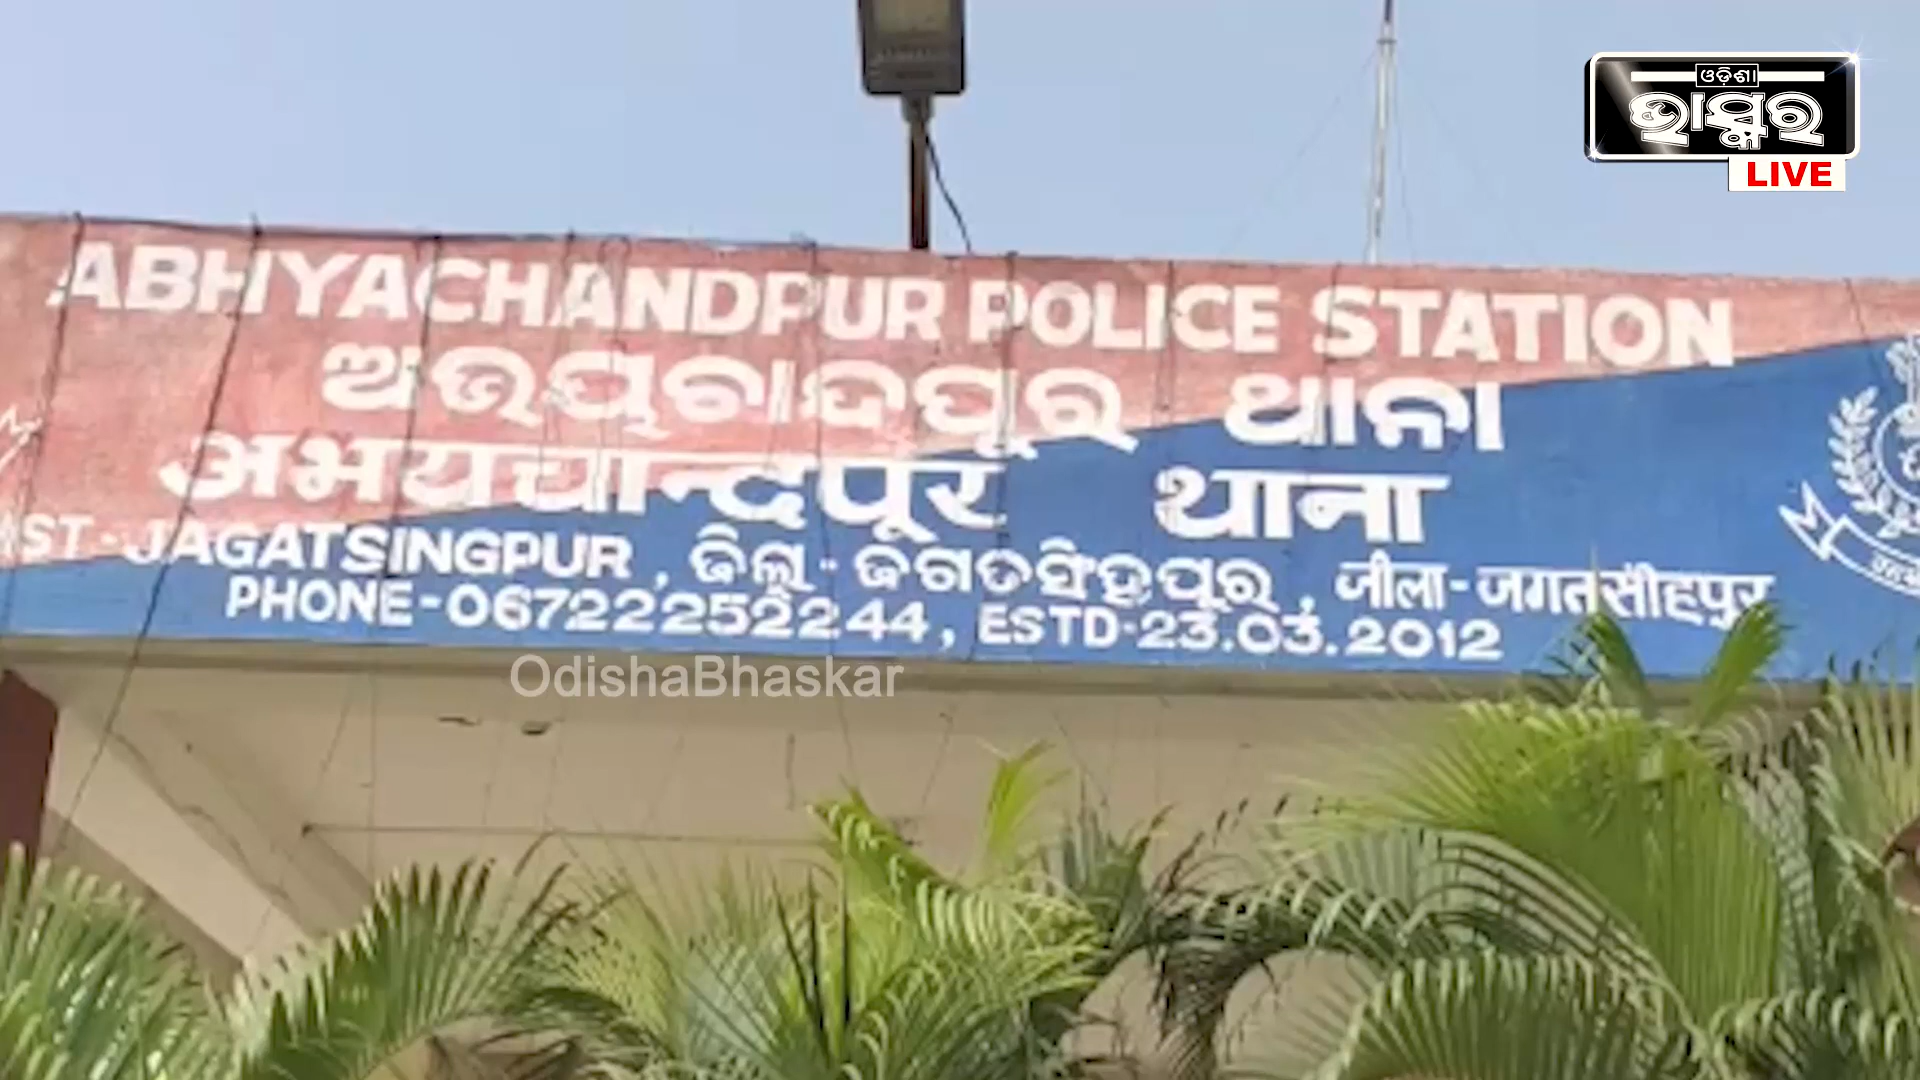 ଓଡ଼ିଶା
ଭାସ୍କର
LIVE
ABHYACHANDPUR POLICE STATION
ଅଭୟଚାନ୍ଦପୁର ଥାନା
अभयचान्दपूर थाना
JAGATSINGPUR, ଜିଲ୍ଲା-ଜଗତସିଂହପୁର, जीला-जगतसींहपुर
PHONE-06722252244, ESTD-23.03.2012
OdishaBhaskar